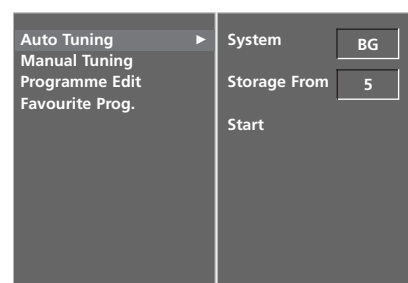 Auto Tuning ►
Manual Tuning
Programme Edit
Favourite Prog.
System BG
Storage From 5
Start